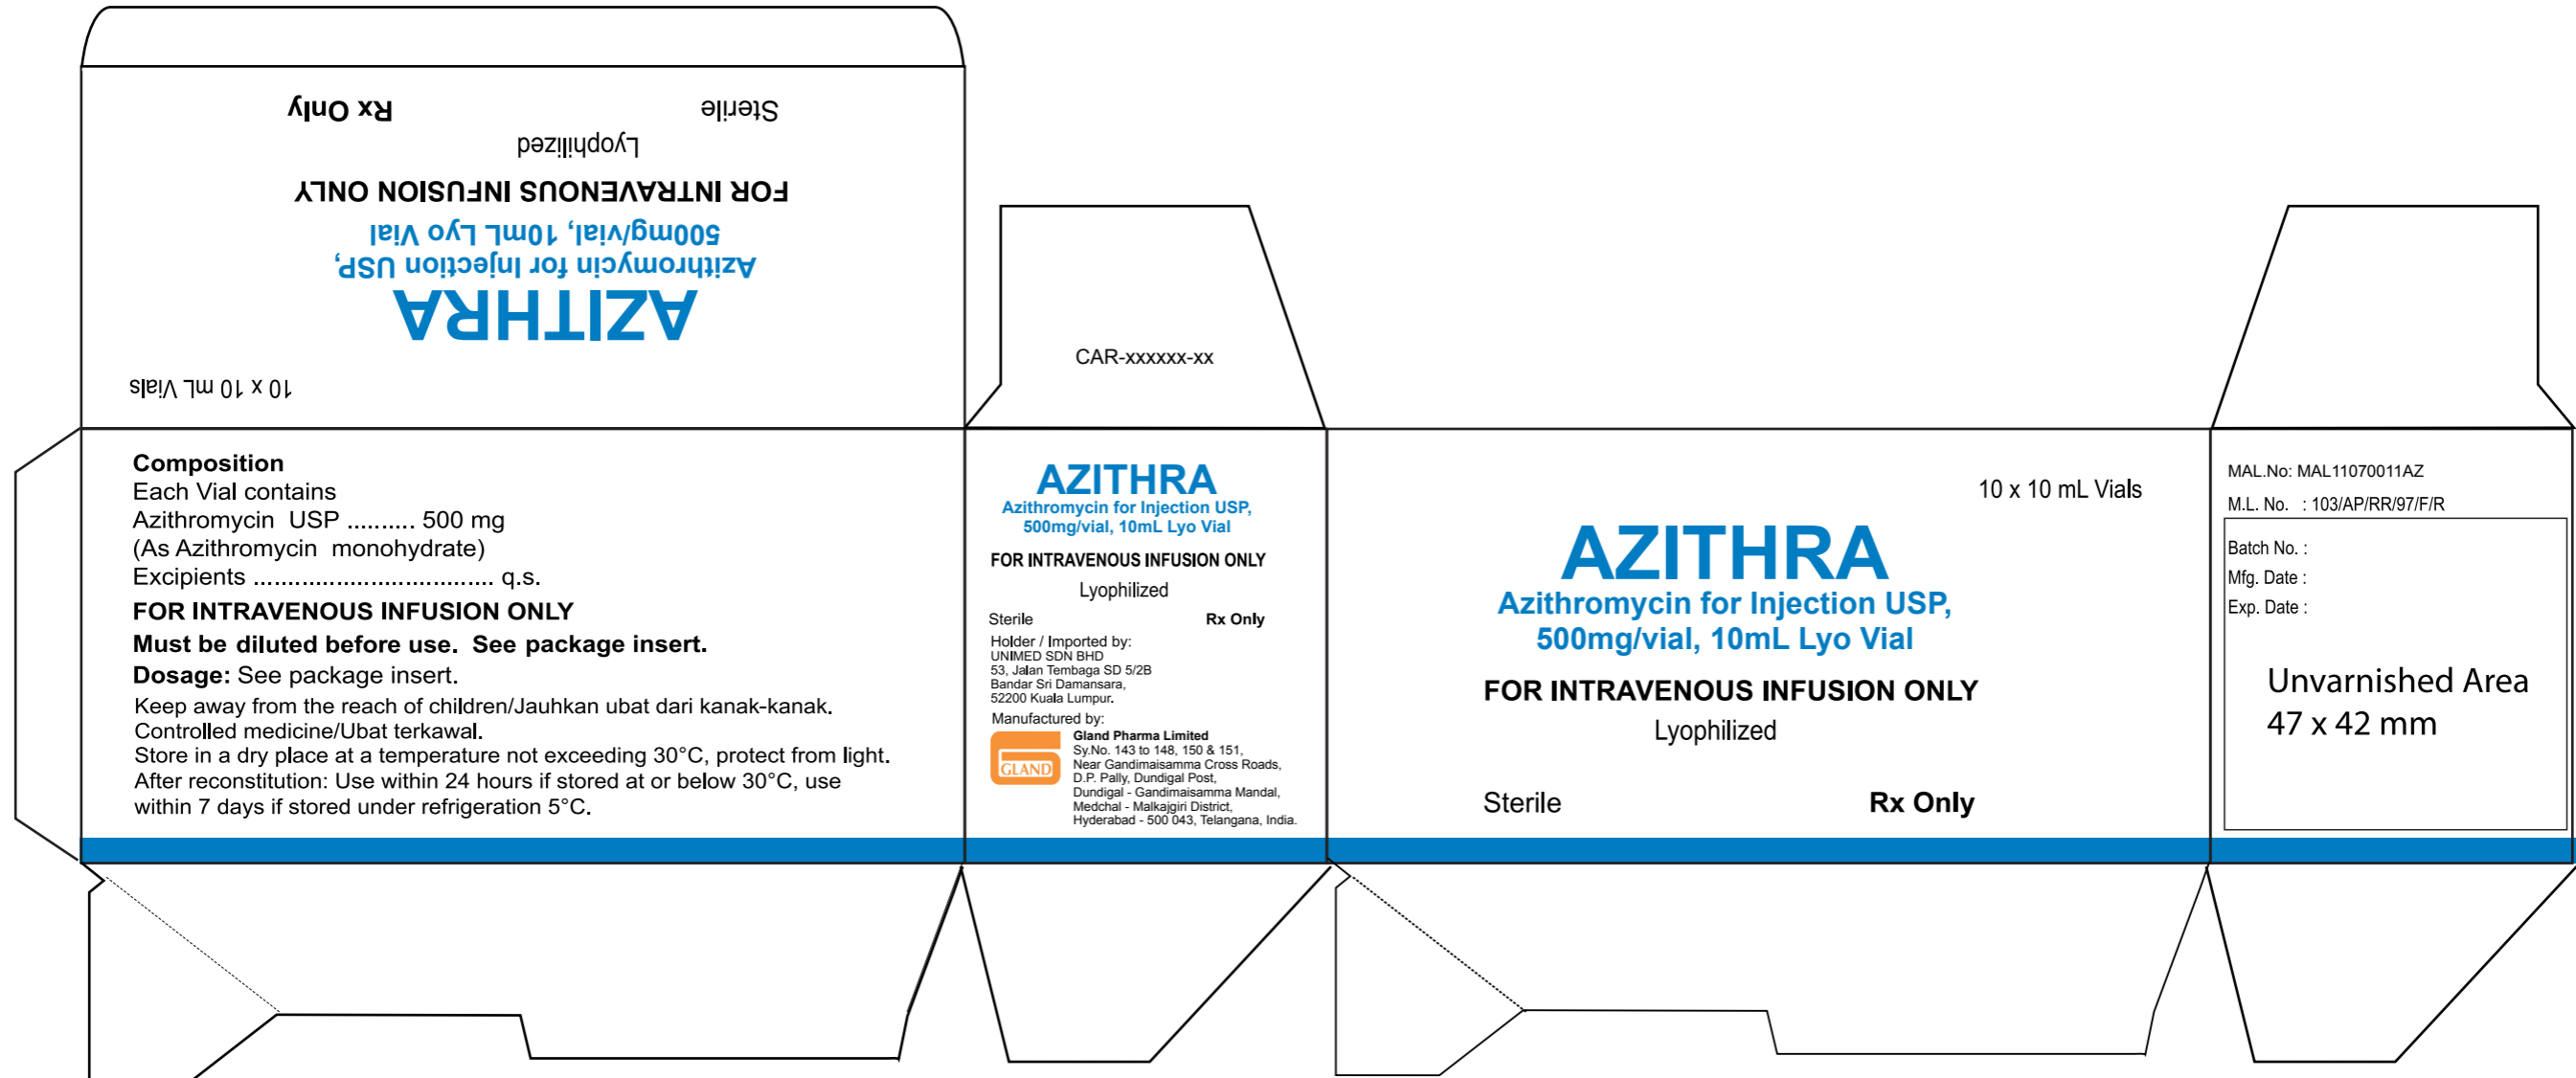 Rx Only
Sterile
Lyophilized
FOR INTRAVENOUS INFUSION ONLY
500mg/vial, 10mL Lyo Vial
Azithromycin for Injection USP,
AZITHRA
10 x 10 mL Vials
CAR-xxxxxx-xx
Composition
Each Vial contains
Azithromycin USP .......... 500 mg
(As Azithromycin monohydrate)
Excipients ................................... q.s.
FOR INTRAVENOUS INFUSION ONLY
Must be diluted before use. See package insert.
Dosage: See package insert.
Keep away from the reach of children/Jauhkan ubat dari kanak-kanak.
Controlled medicine/Ubat terkawal.
Store in a dry place at a temperature not exceeding 30°C, protect from light.
After reconstitution: Use within 24 hours if stored at or below 30°C, use
within 7 days if stored under refrigeration 5°C.
AZITHRA
Azithromycin for Injection USP,
500mg/vial, 10mL Lyo Vial
FOR INTRAVENOUS INFUSION ONLY
Lyophilized
Sterile Rx Only
Holder / Imported by:
UNIMED SDN BHD
53, Jalan Tembaga SD 5/2B
Bandar Sri Damansara,
52200 Kuala Lumpur.
Manufactured by:
GLAND
Gland Pharma Limited
Sy.No. 143 to 148, 150 & 151,
Near Gandimaisamma Cross Roads,
D.P. Pally, Dundigal Post,
Dundigal - Gandimaisamma Mandal,
Medchal - Malkajgiri District,
Hyderabad - 500 043, Telangana, India.
10 x 10 mL Vials
AZITHRA
Azithromycin for Injection USP,
500mg/vial, 10mL Lyo Vial
FOR INTRAVENOUS INFUSION ONLY
Lyophilized
Sterile Rx Only
MAL.No: MAL11070011AZ
M.L. No. : 103/AP/RR/97/F/R
Batch No. :
Mfg. Date :
Exp. Date :
Unvarnished Area
47 x 42 mm